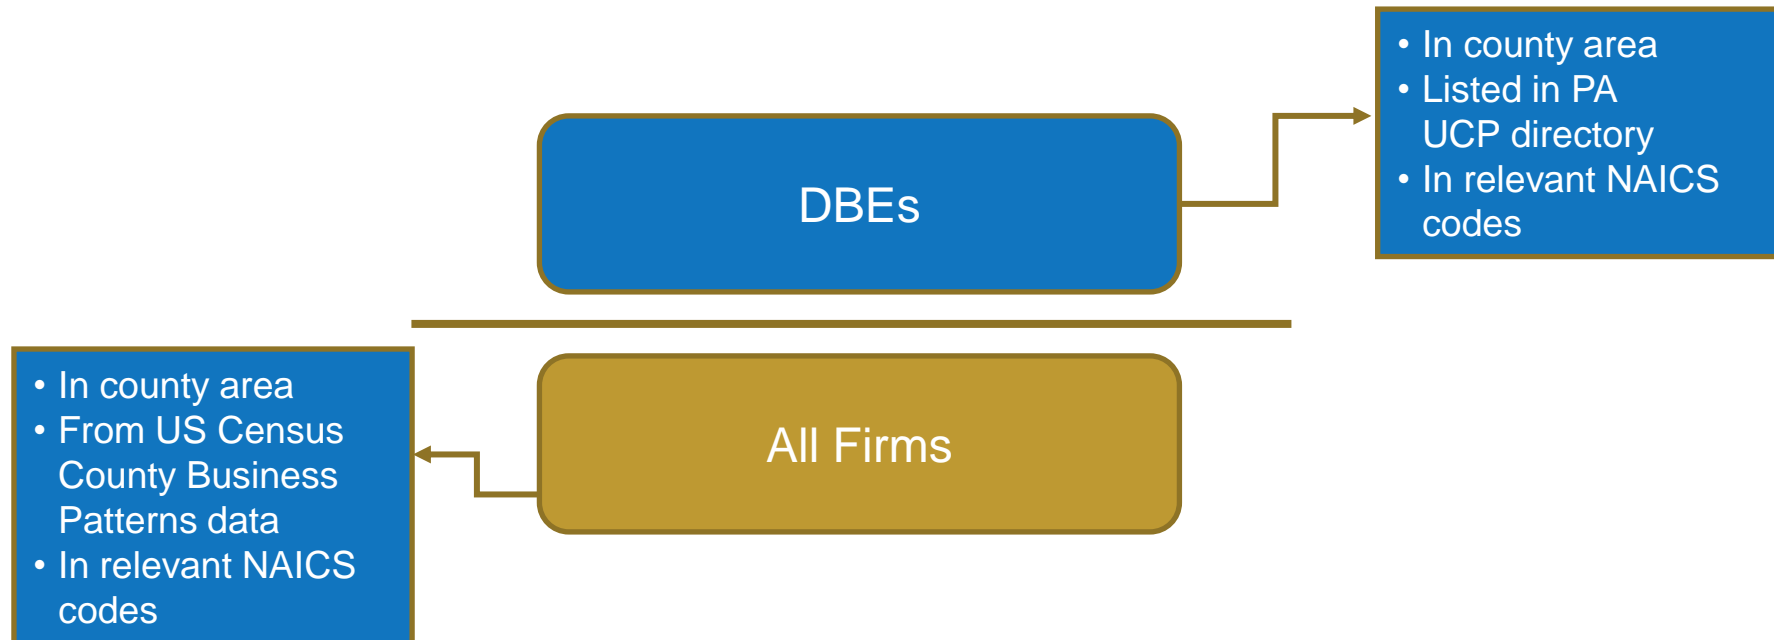 • In county area
• Listed in PA
UCP directory
• In relevant NAICS
codes
DBEs
All Firms
• In county area
• From US Census
County Business
Patterns data
• In relevant NAICS
codes